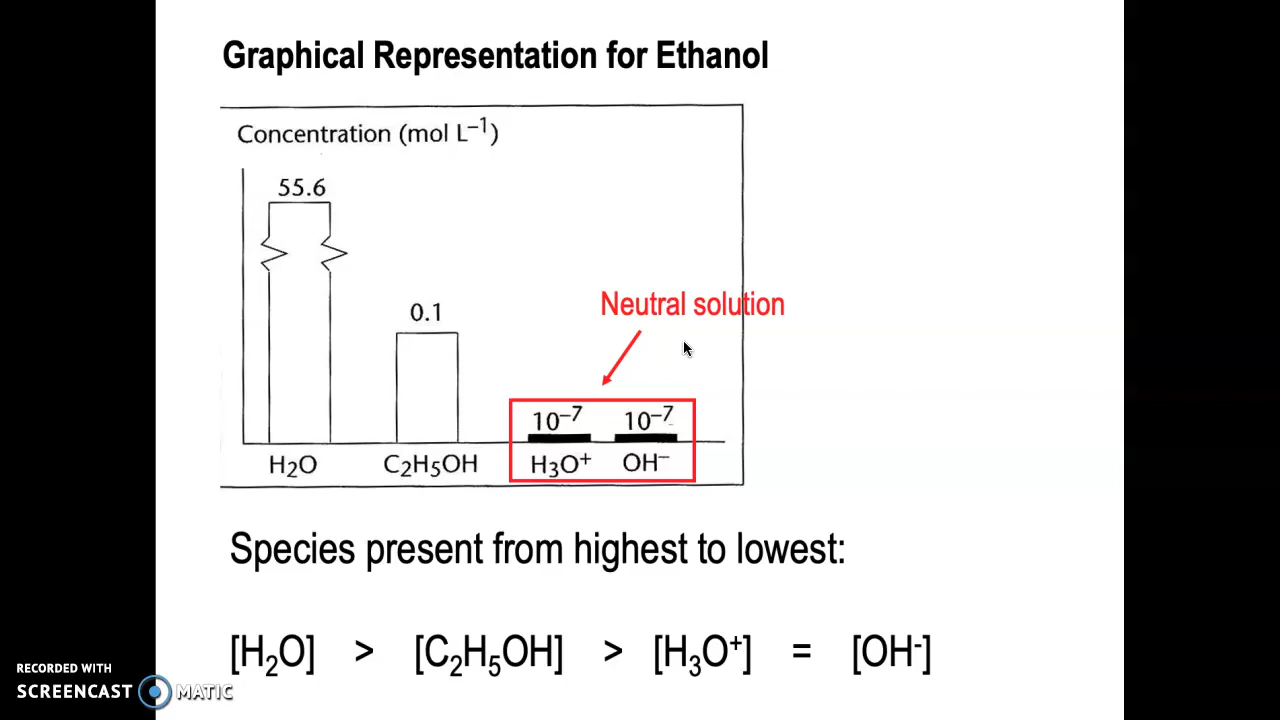 Graphical Representation for Ethanol
Concentration (mol L⁻¹)
55.6
0.1
Neutral solution
10⁻⁷ 10⁻⁷
H₂O C₂H₅OH H₃O⁺ OH⁻
Species present from highest to lowest:
[H₂O] > [C₂H₅OH] > [H₃O⁺] = [OH⁻]
RECORDED WITH
SCREENCAST MATIC